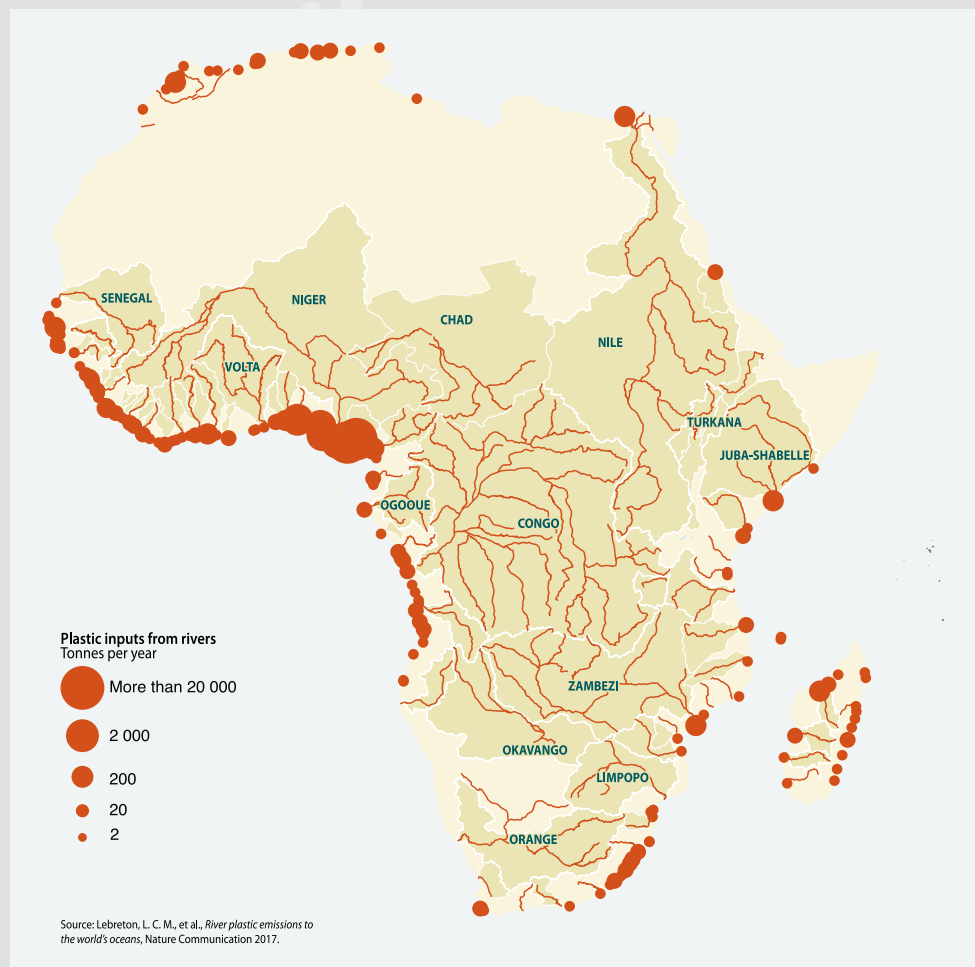 SENEGAL
NIGER
CHAD
NILE
VOLTA
TURKANA
JUBA-SHABELLE
OGOOUE
CONGO
ZAMBEZI
OKAVANGO
LIMPOPO
ORANGE
Plastic inputs from rivers
Tonnes per year
More than 20 000
2 000
200
20
2
Source: Lebreton, L. C. M., et al., River plastic emissions to
the world's oceans, Nature Communication 2017.